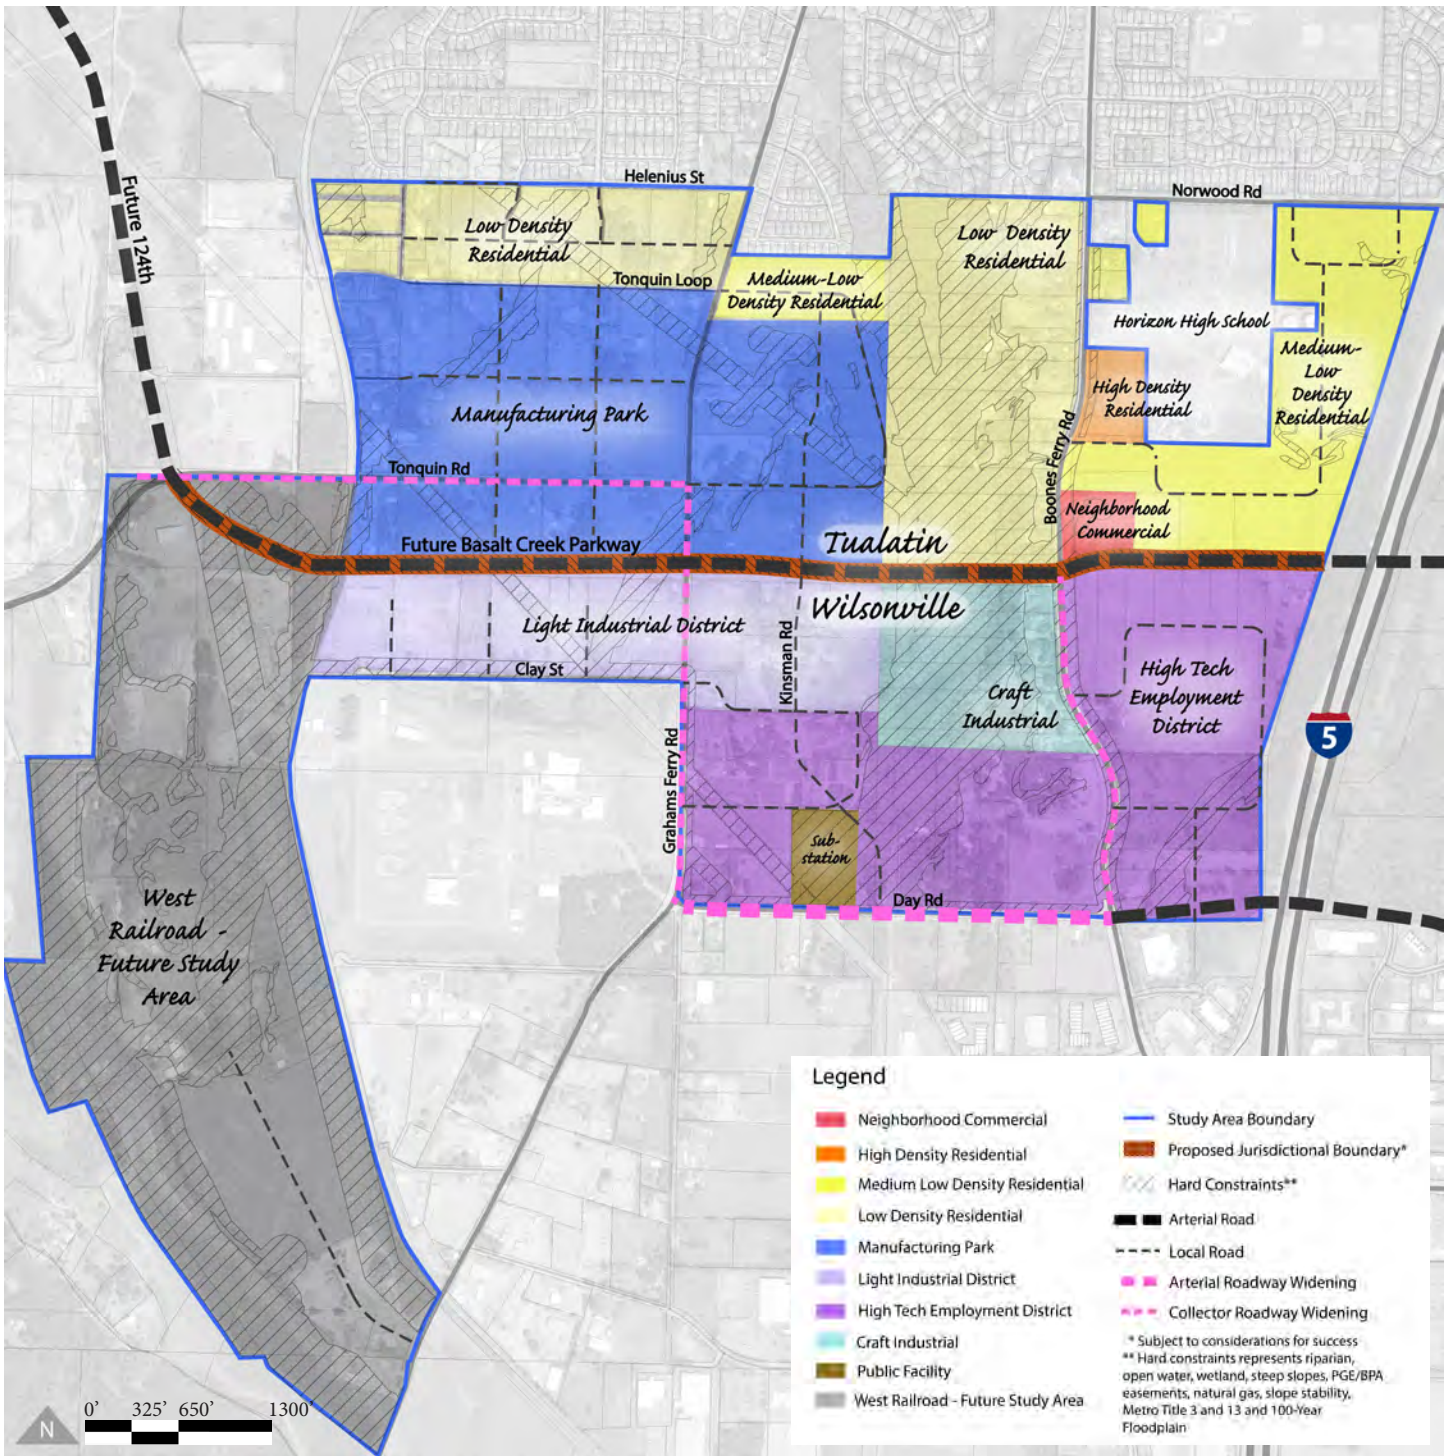 Helenius St
Norwood Rd
Future 124th
Low Density
Residential
Low Density
Residential
Tonquin Loop
Medium-Low
Density Residential
Horizon High School
Medium-
Low
Density
Residential
High Density
Residential
Manufacturing Park
Boones Ferry Rd
Tonquin Rd
Neighborhood
Commercial
Future Basalt Creek Parkway
Tualatin
Wilsonville
Light Industrial District
Clay St
Kinsman Rd
Craft
Industrial
High Tech
Employment
District
5
Grahams Ferry Rd
Sub-
station
Day Rd
West
Railroad -
Future Study
Area
Legend
Neighborhood Commercial
High Density Residential
Medium Low Density Residential
Low Density Residential
Manufacturing Park
Light Industrial District
High Tech Employment District
Craft Industrial
Public Facility
West Railroad - Future Study Area
Study Area Boundary
Proposed Jurisdictional Boundary*
Hard Constraints**
Arterial Road
Local Road
Arterial Roadway Widening
Collector Roadway Widening
* Subject to considerations for success
** Hard constraints represents riparian,
open water, wetland, steep slopes, PGE/BPA
easements, natural gas, slope stability,
Metro Title 3 and 13 and 100-Year
Floodplain
N
0' 325' 650' 1300'